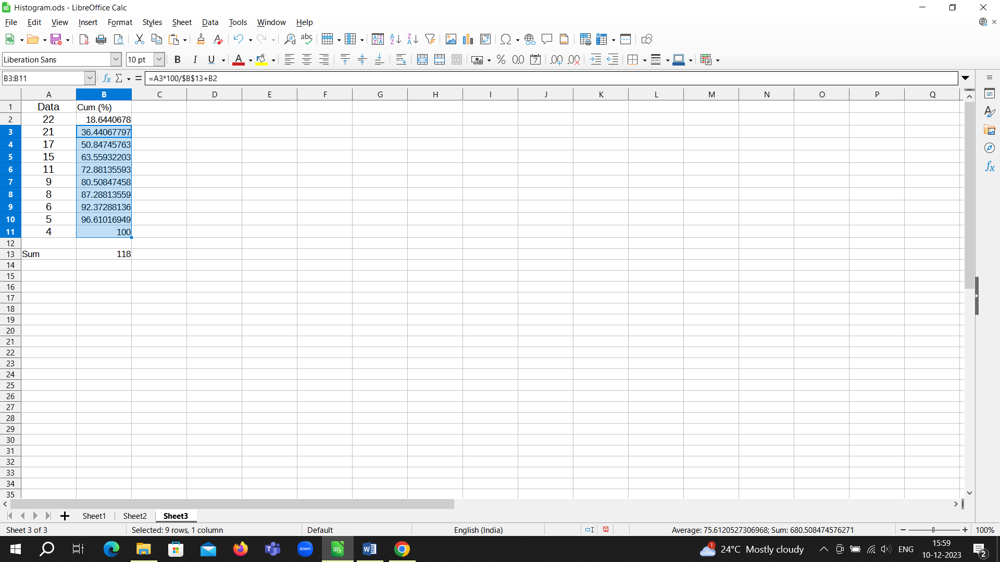 Histogram.ods - LibreOffice Calc
File Edit View Insert Format Styles Sheet Data Tools Window Help
Liberation Sans 10 pt
B3:B11 =A3*100/$B$13+B2
A B C D E F G H I J K L M N O P Q
1 Data Cum (%)
2 22 18.6440678
3 21 36.44067797
4 17 50.84745763
5 15 63.55932203
6 11 72.88135593
7 9 80.50847458
8 8 87.28813559
9 6 92.37288136
10 5 96.61016949
11 4 100
12
13 Sum 118
14
15
16
17
18
19
20
21
22
23
24
25
26
27
28
29
30
31
32
33
34
35
Sheet1 Sheet2 Sheet3
Sheet 3 of 3 Selected: 9 rows, 1 column Default English (India) Average: 75.6120527306968; Sum: 680.508474576271 100%
24°C Mostly cloudy ENG 15:59
10-12-2023 2